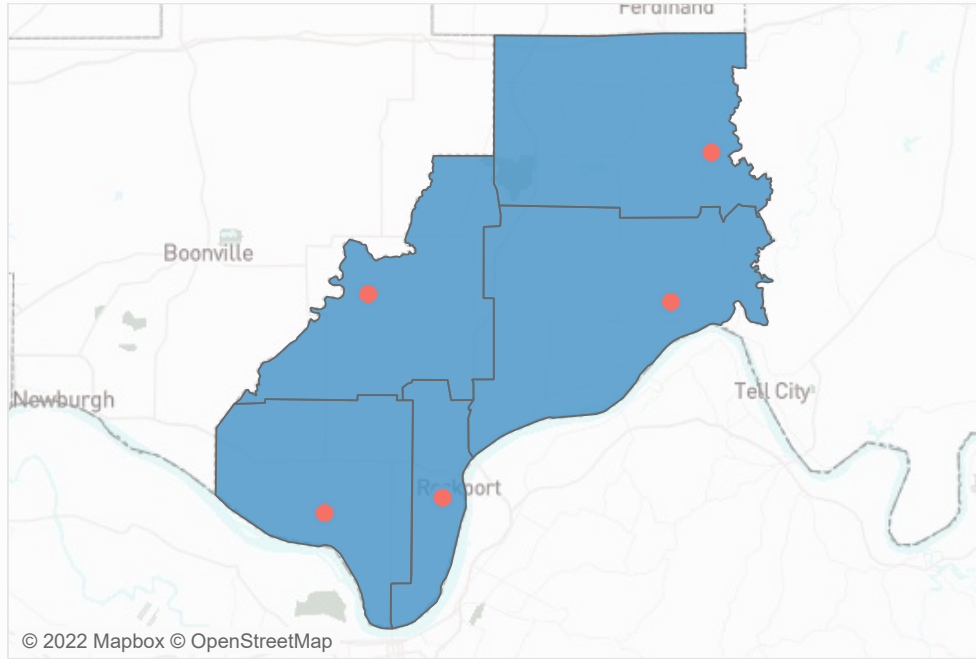 Ferdinand
Boonville
Newburgh
Tell City
Rockport
© 2022 Mapbox © OpenStreetMap